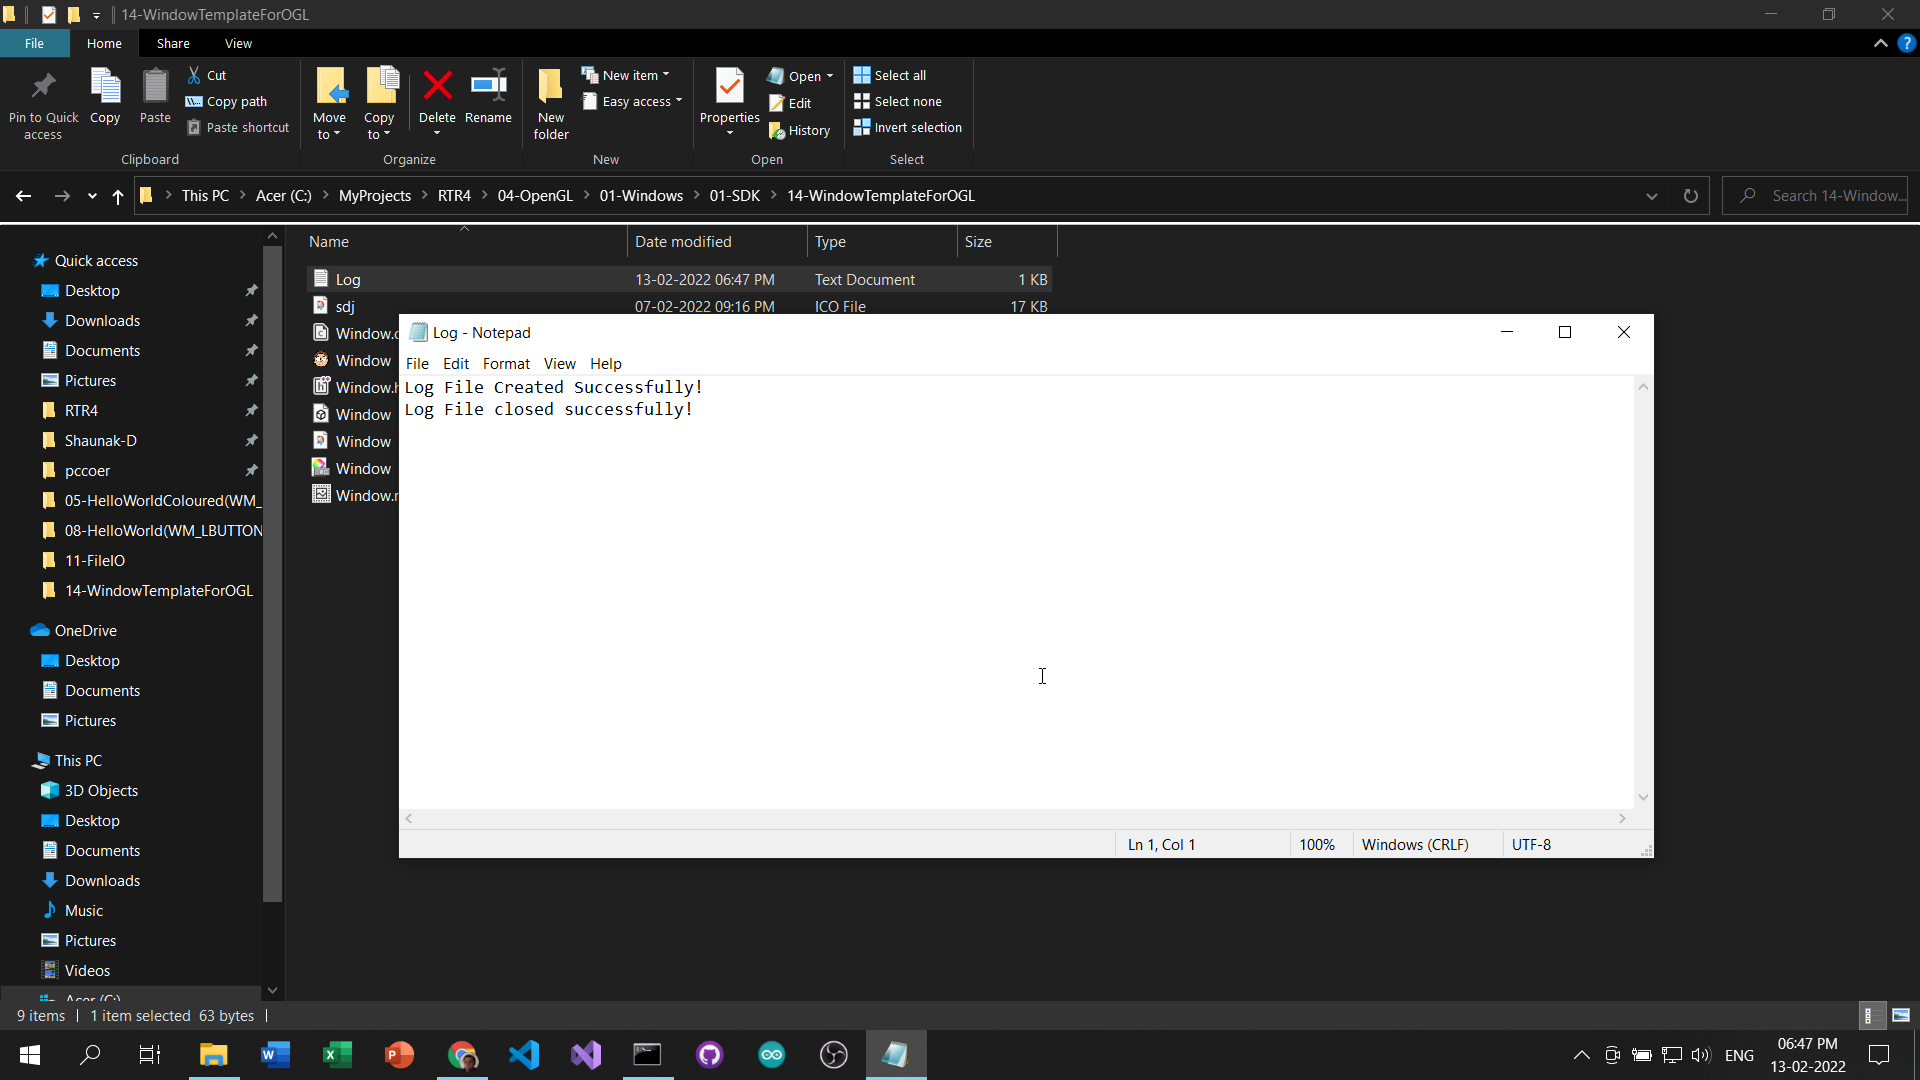 14-WindowTemplateForOGL
File Home Share View
Pin to Quick access
Copy
Paste
Cut
Copy path
Paste shortcut
Clipboard
Move to
Copy to
Delete
Rename
Organize
New folder
New item
Easy access
New
Properties
Open
Edit
History
Open
Select all
Select none
Invert selection
Select
This PC > Acer (C:) > MyProjects > RTR4 > 04-OpenGL > 01-Windows > 01-SDK > 14-WindowTemplateForOGL
Search 14-Window...
Quick access
Desktop
Downloads
Documents
Pictures
RTR4
Shaunak-D
pccoer
05-HelloWorldColoured(WM_
08-HelloWorld(WM_LBUTTON
11-FileIO
14-WindowTemplateForOGL
OneDrive
Desktop
Documents
Pictures
This PC
3D Objects
Desktop
Documents
Downloads
Music
Pictures
Videos
Acer (C:)
Name Date modified Type Size
Log 13-02-2022 06:47 PM Text Document 1 KB
sdj 07-02-2022 09:16 PM ICO File 17 KB
Window
Window
Window.h
Window
Window
Window
Window.
Log - Notepad
File Edit Format View Help
Log File Created Successfully!
Log File closed successfully!
Ln 1, Col 1 100% Windows (CRLF) UTF-8
9 items 1 item selected 63 bytes
ENG
06:47 PM
13-02-2022